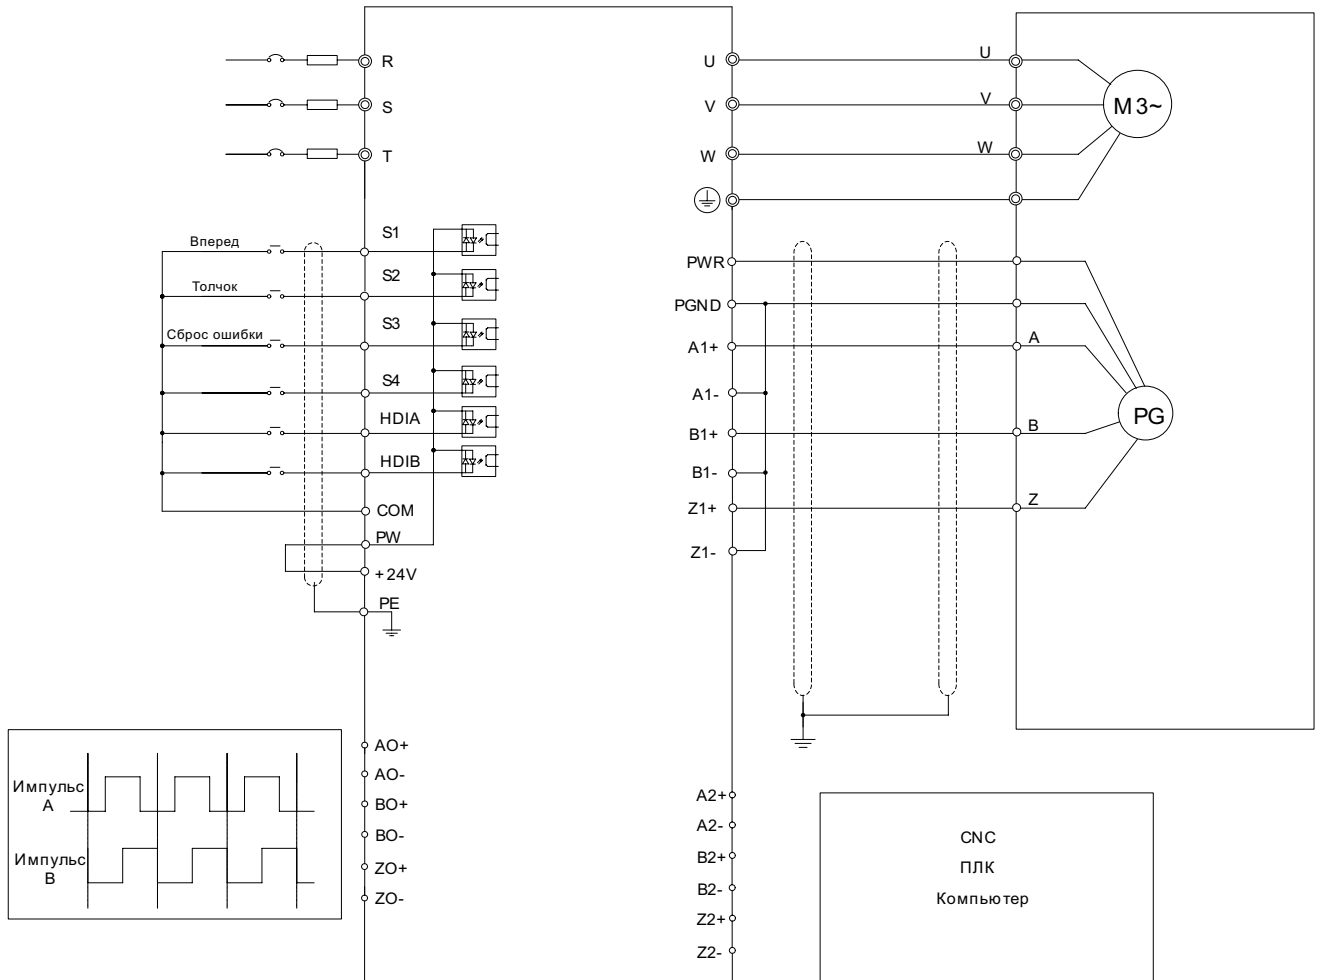 R
S
T
U
V
W
U
V
W
M 3~
Вперед
Толчок
Сброс ошибки
S1
S2
S3
S4
HDIA
HDIB
COM
PW
+24V
PE
PWR
PGND
A1+
A1-
B1+
B1-
Z1+
Z1-
A
B
Z
PG
Импульс
A
Импульс
B
AO+
AO-
BO+
BO-
ZO+
ZO-
A2+
A2-
B2+
B2-
Z2+
Z2-
CNC
ПЛК
Компьютер